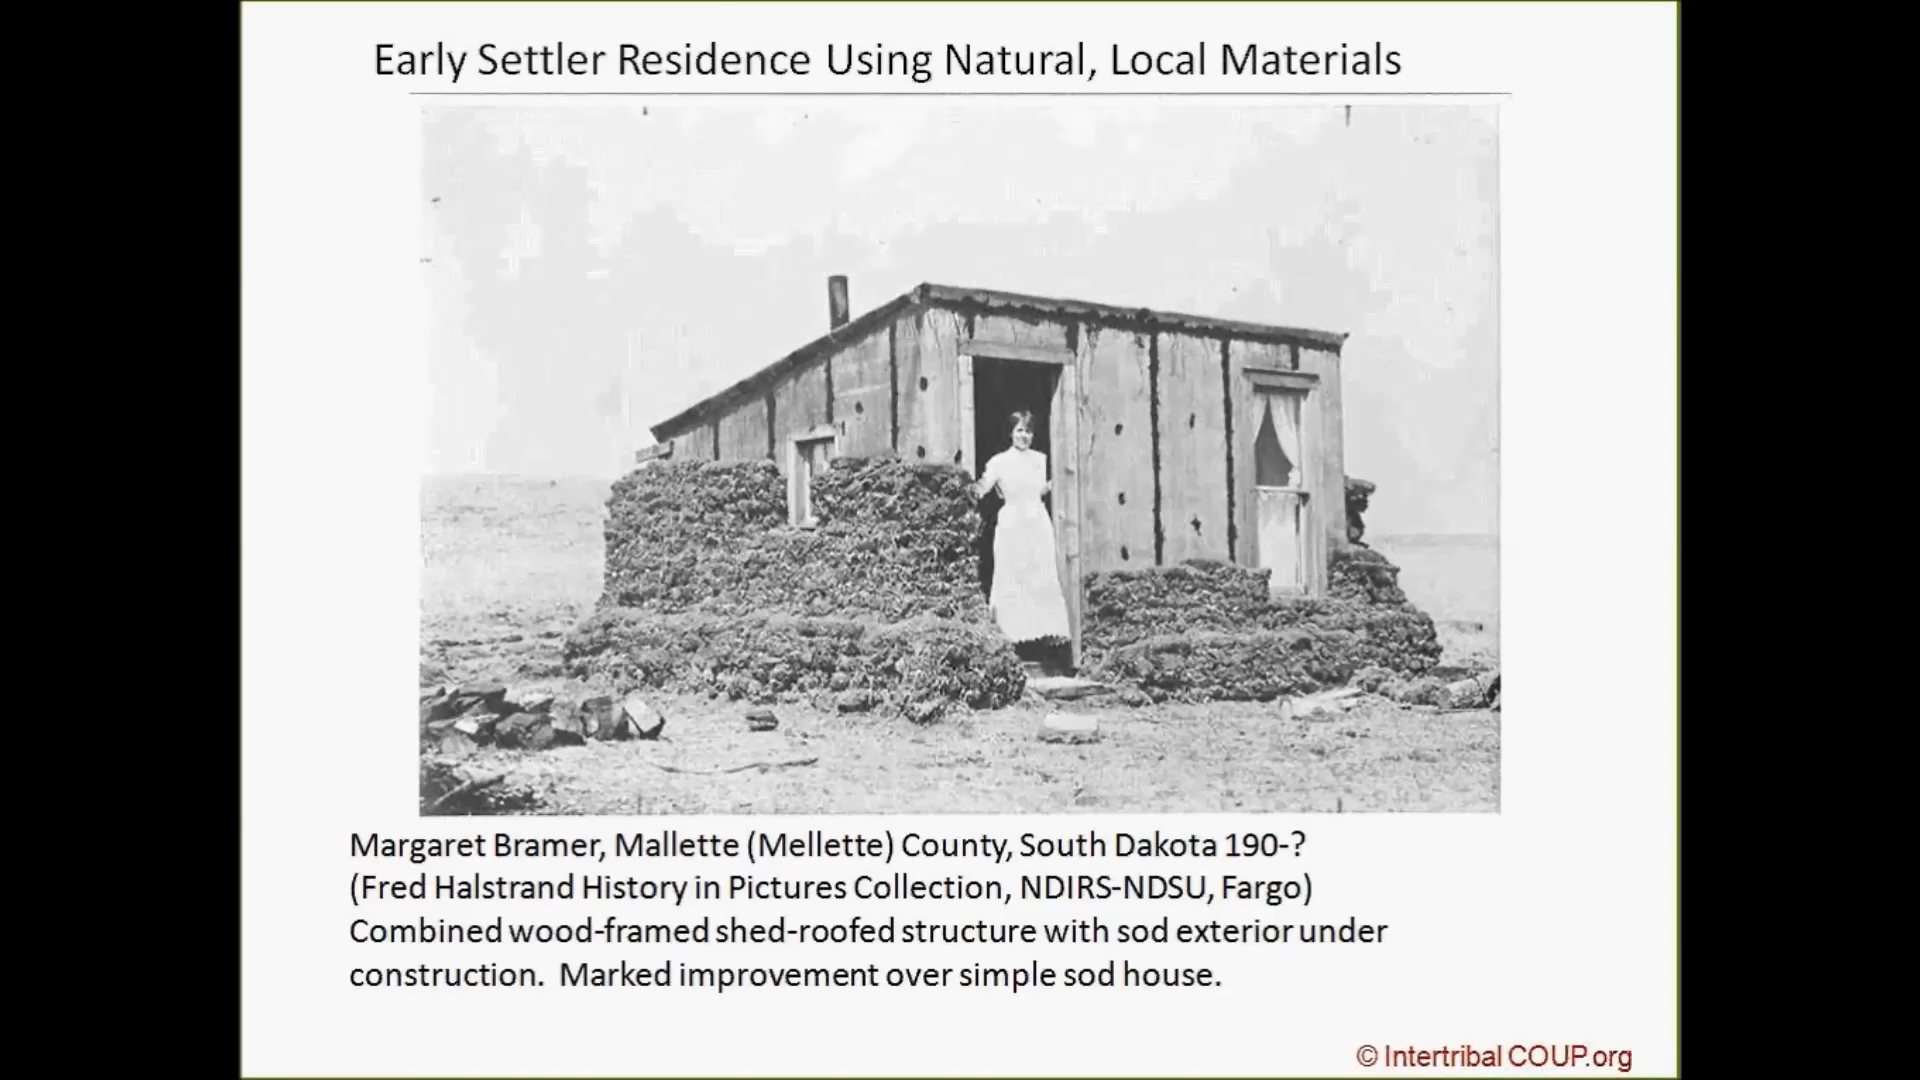 Early Settler Residence Using Natural, Local Materials
Margaret Bramer, Mallette (Mellette) County, South Dakota 190-?
(Fred Halstrand History in Pictures Collection, NDIRS-NDSU, Fargo)
Combined wood-framed shed-roofed structure with sod exterior under
construction. Marked improvement over simple sod house.
© Intertribal COUP.org